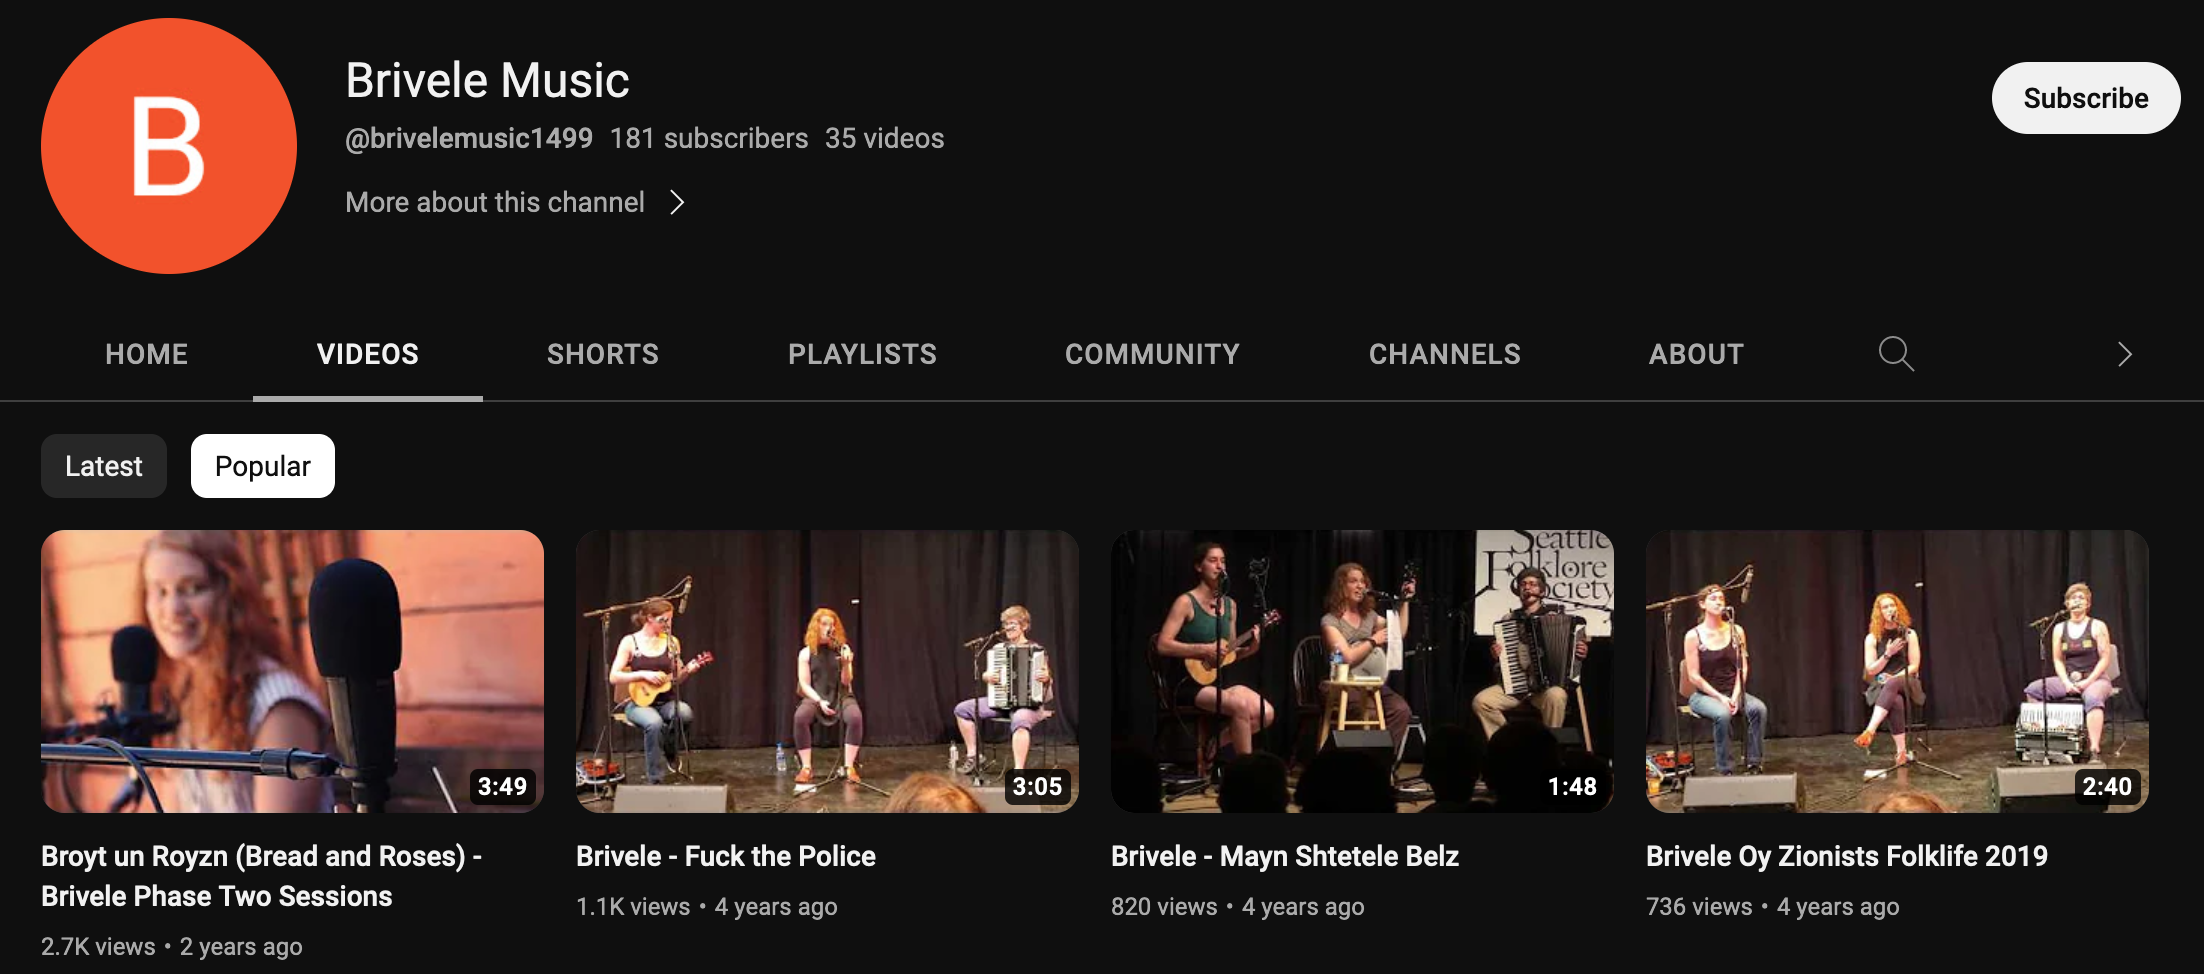 B
Brivele Music
@brivelemusic1499 181 subscribers 35 videos
More about this channel
Subscribe
HOME VIDEOS SHORTS PLAYLISTS COMMUNITY CHANNELS ABOUT
Latest Popular
Seattle
Folklore
Society
3:49 3:05 1:48 2:40
Broyt un Royzn (Bread and Roses) -
Brivele Phase Two Sessions
2.7K views • 2 years ago
Brivele - Fuck the Police
1.1K views • 4 years ago
Brivele - Mayn Shtetele Belz
820 views • 4 years ago
Brivele Oy Zionists Folklife 2019
736 views • 4 years ago